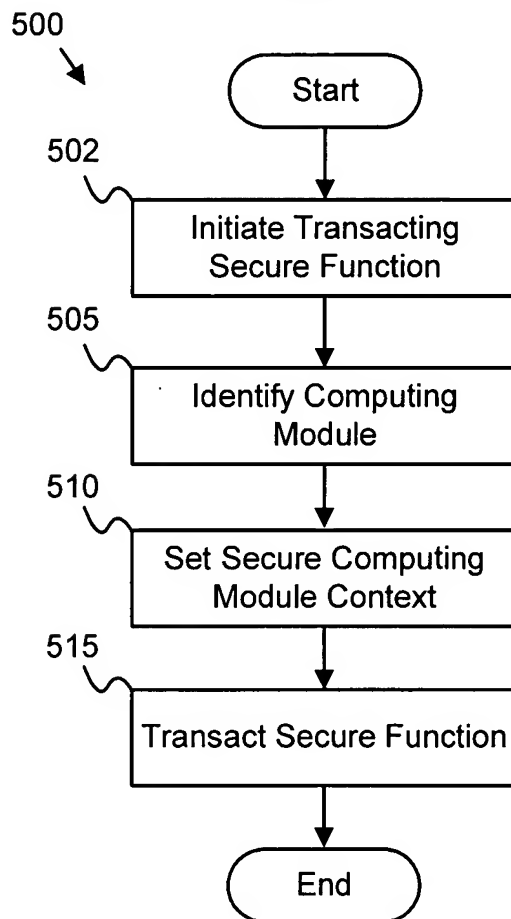 500
Start
502
Initiate Transacting
Secure Function
505
Identify Computing
Module
510
Set Secure Computing
Module Context
515
Transact Secure Function
End